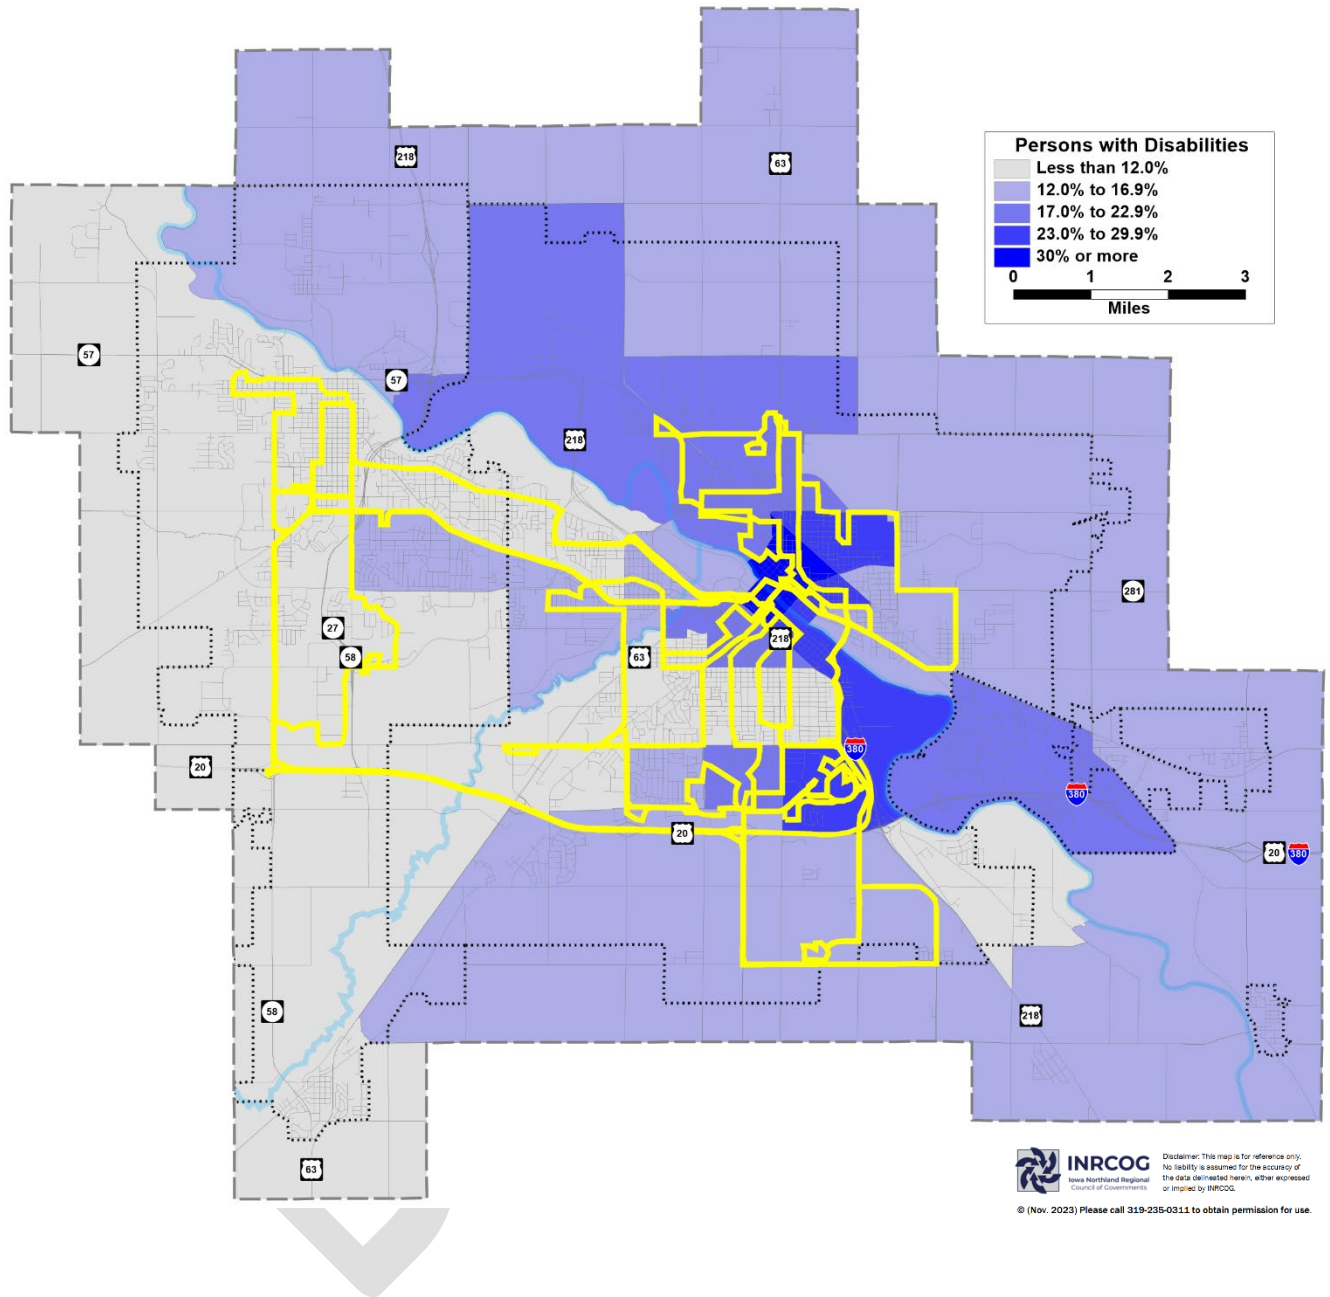 218
63
Persons with Disabilities
Less than 12.0%
12.0% to 16.9%
17.0% to 22.9%
23.0% to 29.9%
30% or more
0 1 2 3
Miles
57
57
218
281
27
58
63
218
380
20
380
20
20 380
58
218
63
INRCOG
Iowa Northland Regional
Council of Governments
Disclaimer: This map is for reference only.
No liability is assumed for the accuracy of
the data delineated herein, either expressed
or implied by INRCOG.
© (Nov. 2023) Please call 319-235-0311 to obtain permission for use.